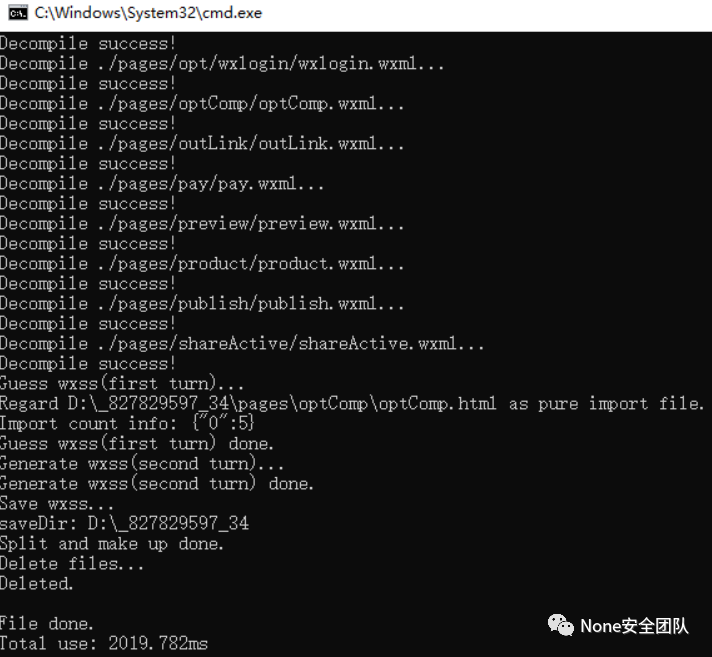 C:\Windows\System32\cmd.exe
Decompile success!
Decompile ./pages/opt/wxlogin/wxlogin.wxml...
Decompile success!
Decompile ./pages/optComp/optComp.wxml...
Decompile success!
Decompile ./pages/outLink/outLink.wxml...
Decompile success!
Decompile ./pages/pay/pay.wxml...
Decompile success!
Decompile ./pages/preview/preview.wxml...
Decompile success!
Decompile ./pages/product/product.wxml...
Decompile success!
Decompile ./pages/publish/publish.wxml...
Decompile success!
Decompile ./pages/shareActive/shareActive.wxml...
Decompile success!
Guess wxss(first turn)...
Regard D:\_827829597_34\pages\optComp\optComp.html as pure import file.
Import count info: {"0":5}
Guess wxss(first turn) done.
Generate wxss(second turn)...
Generate wxss(second turn) done.
Save wxss...
saveDir: D:\_827829597_34
Split and make up done.
Delete files...
Deleted.
File done.
Total use: 2019.782ms
None安全团队